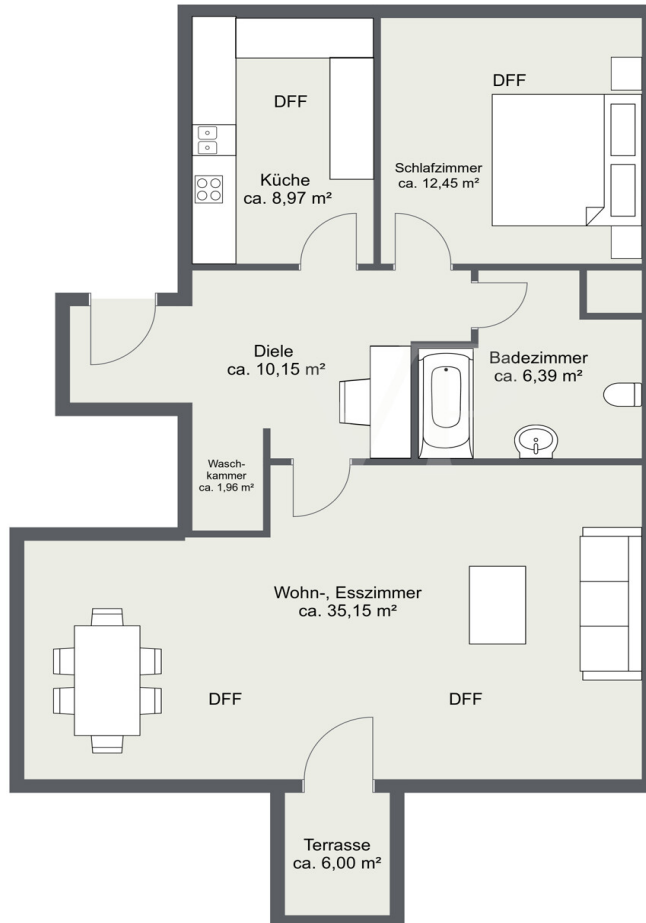 DFF
DFF
Küche
ca. 8,97 m²
Schlafzimmer
ca. 12,45 m²
Diele
ca. 10,15 m²
Badezimmer
ca. 6,39 m²
Wasch-
kammer
ca. 1,96 m²
Wohn-, Esszimmer
ca. 35,15 m²
DFF
DFF
Terrasse
ca. 6,00 m²